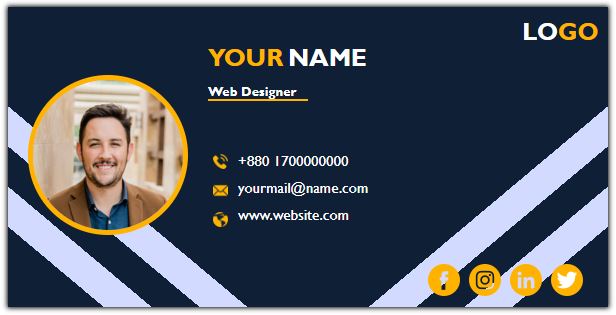 LOGO
YOUR NAME
Web Designer
+880 1700000000
yourmail@name.com
www.website.com